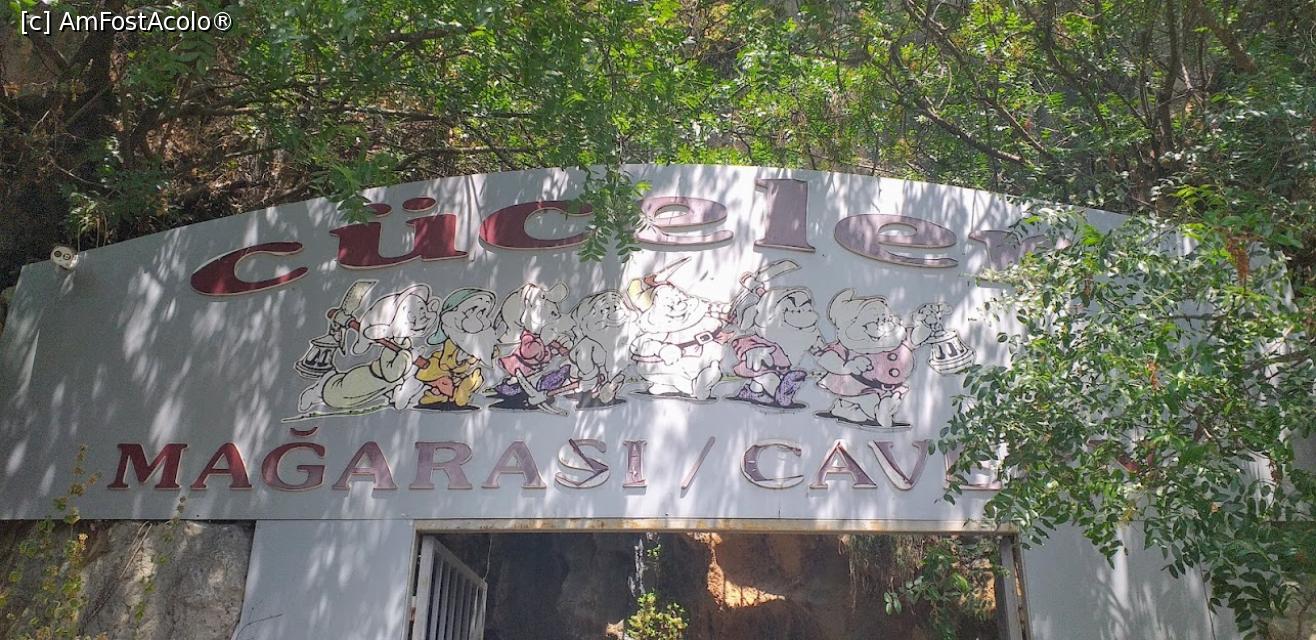 [c] AmFostAcolo®
cüceler
MAĞARASI / CAVE